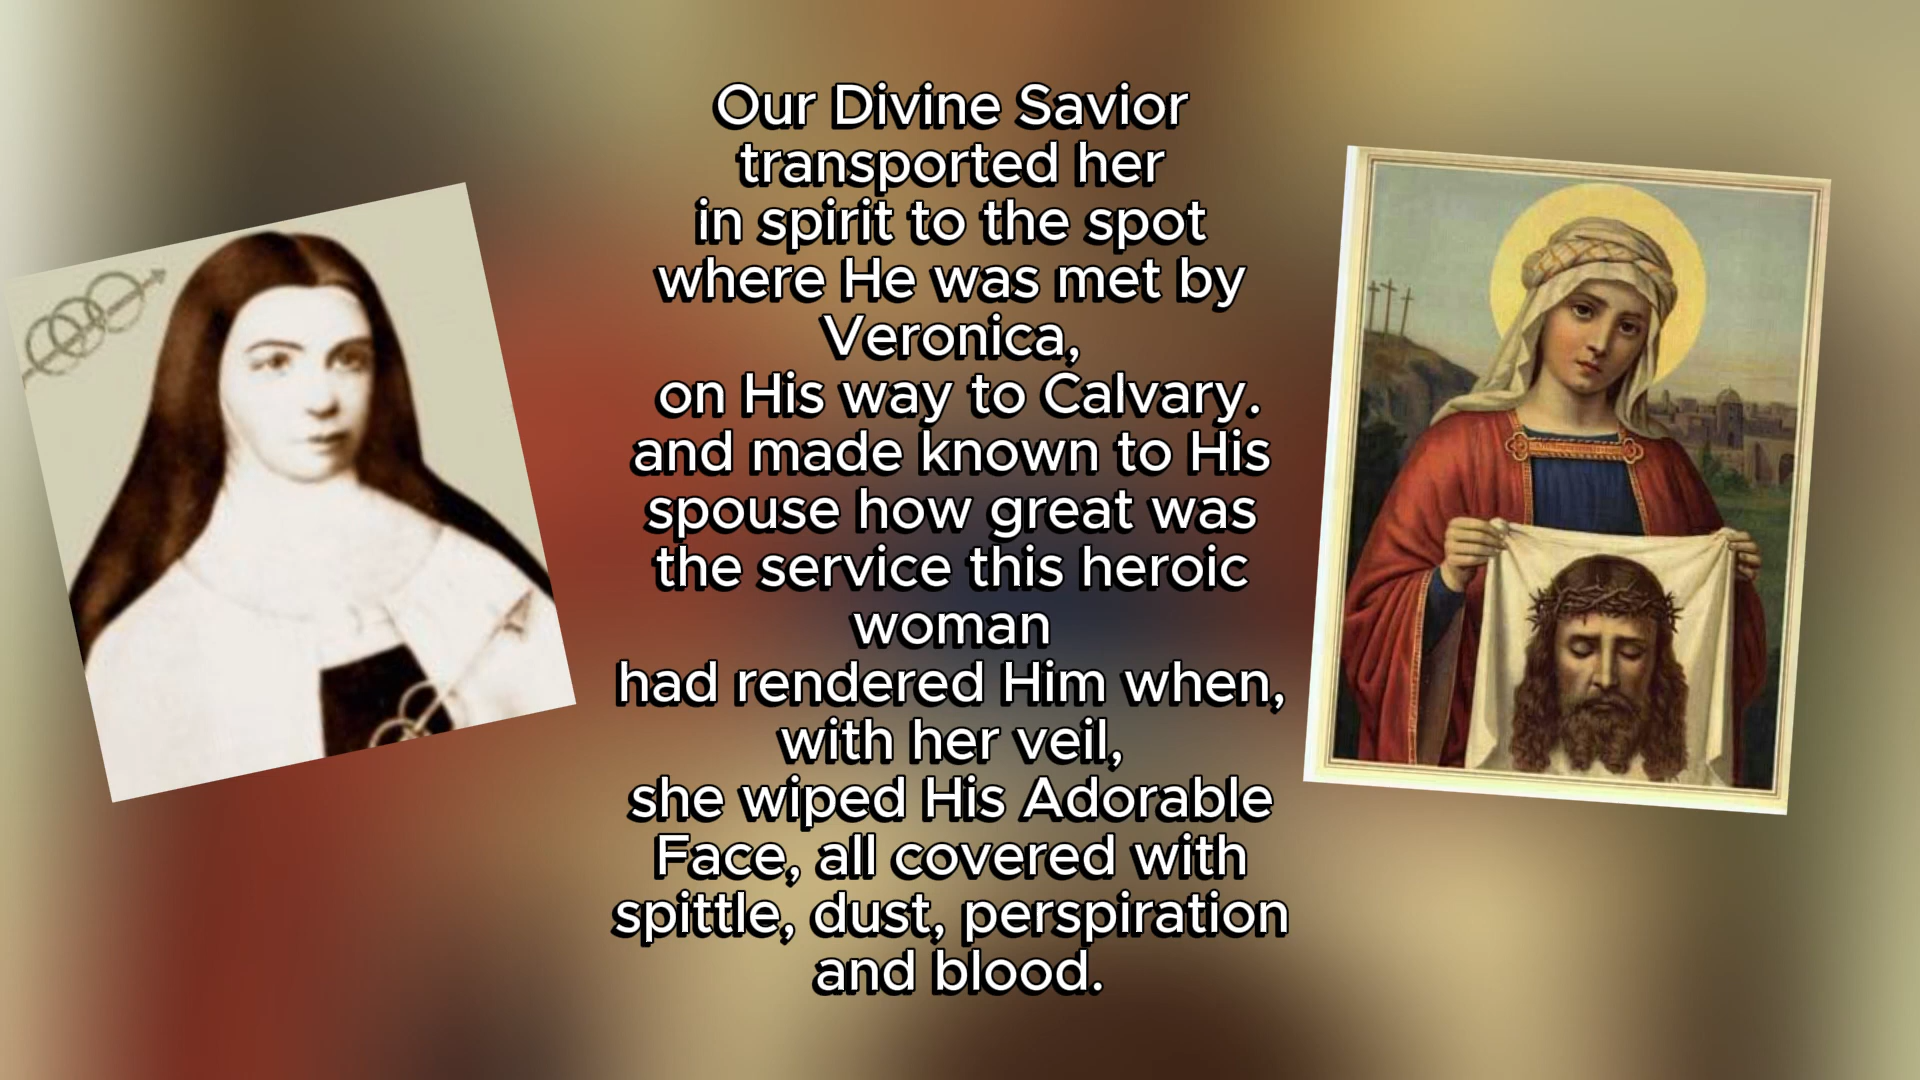 Our Divine Savior
transported her
in spirit to the spot
where He was met by
Veronica,
on His way to Calvary.
and made known to His
spouse how great was
the service this heroic
woman
had rendered Him when,
with her veil,
she wiped His Adorable
Face, all covered with
spittle, dust, perspiration
and blood.